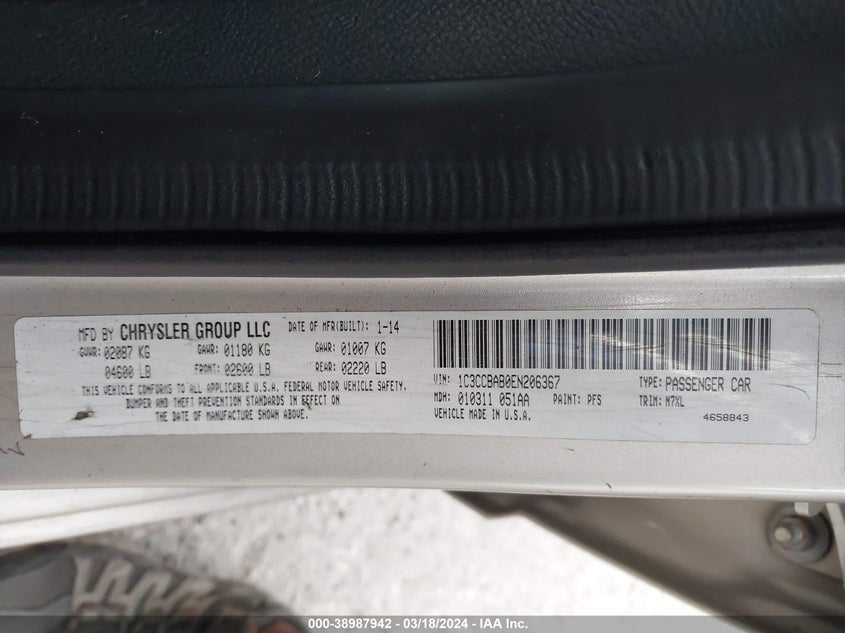 MFD BY CHRYSLER GROUP LLC DATE OF MFR(BUILT): 1-14
GVWR: 02087 KG GAWR: 01180 KG GAWR: 01007 KG
04600 LB FRONT: 02600 LB REAR: 02220 LB
THIS VEHICLE CONFORMS TO ALL APPLICABLE U.S.A. FEDERAL MOTOR VEHICLE SAFETY,
BUMPER AND THEFT PREVENTION STANDARDS IN EFFECT ON
THE DATE OF MANUFACTURE SHOWN ABOVE.
VIN: 1C3CCBAB0EN206367 TYPE: PASSENGER CAR
MDH: 010311 051AA PAINT: PFS TRIM: N7XL
VEHICLE MADE IN U.S.A. 4658843
000-38987942 / 03/18/2024 - IAA Inc.